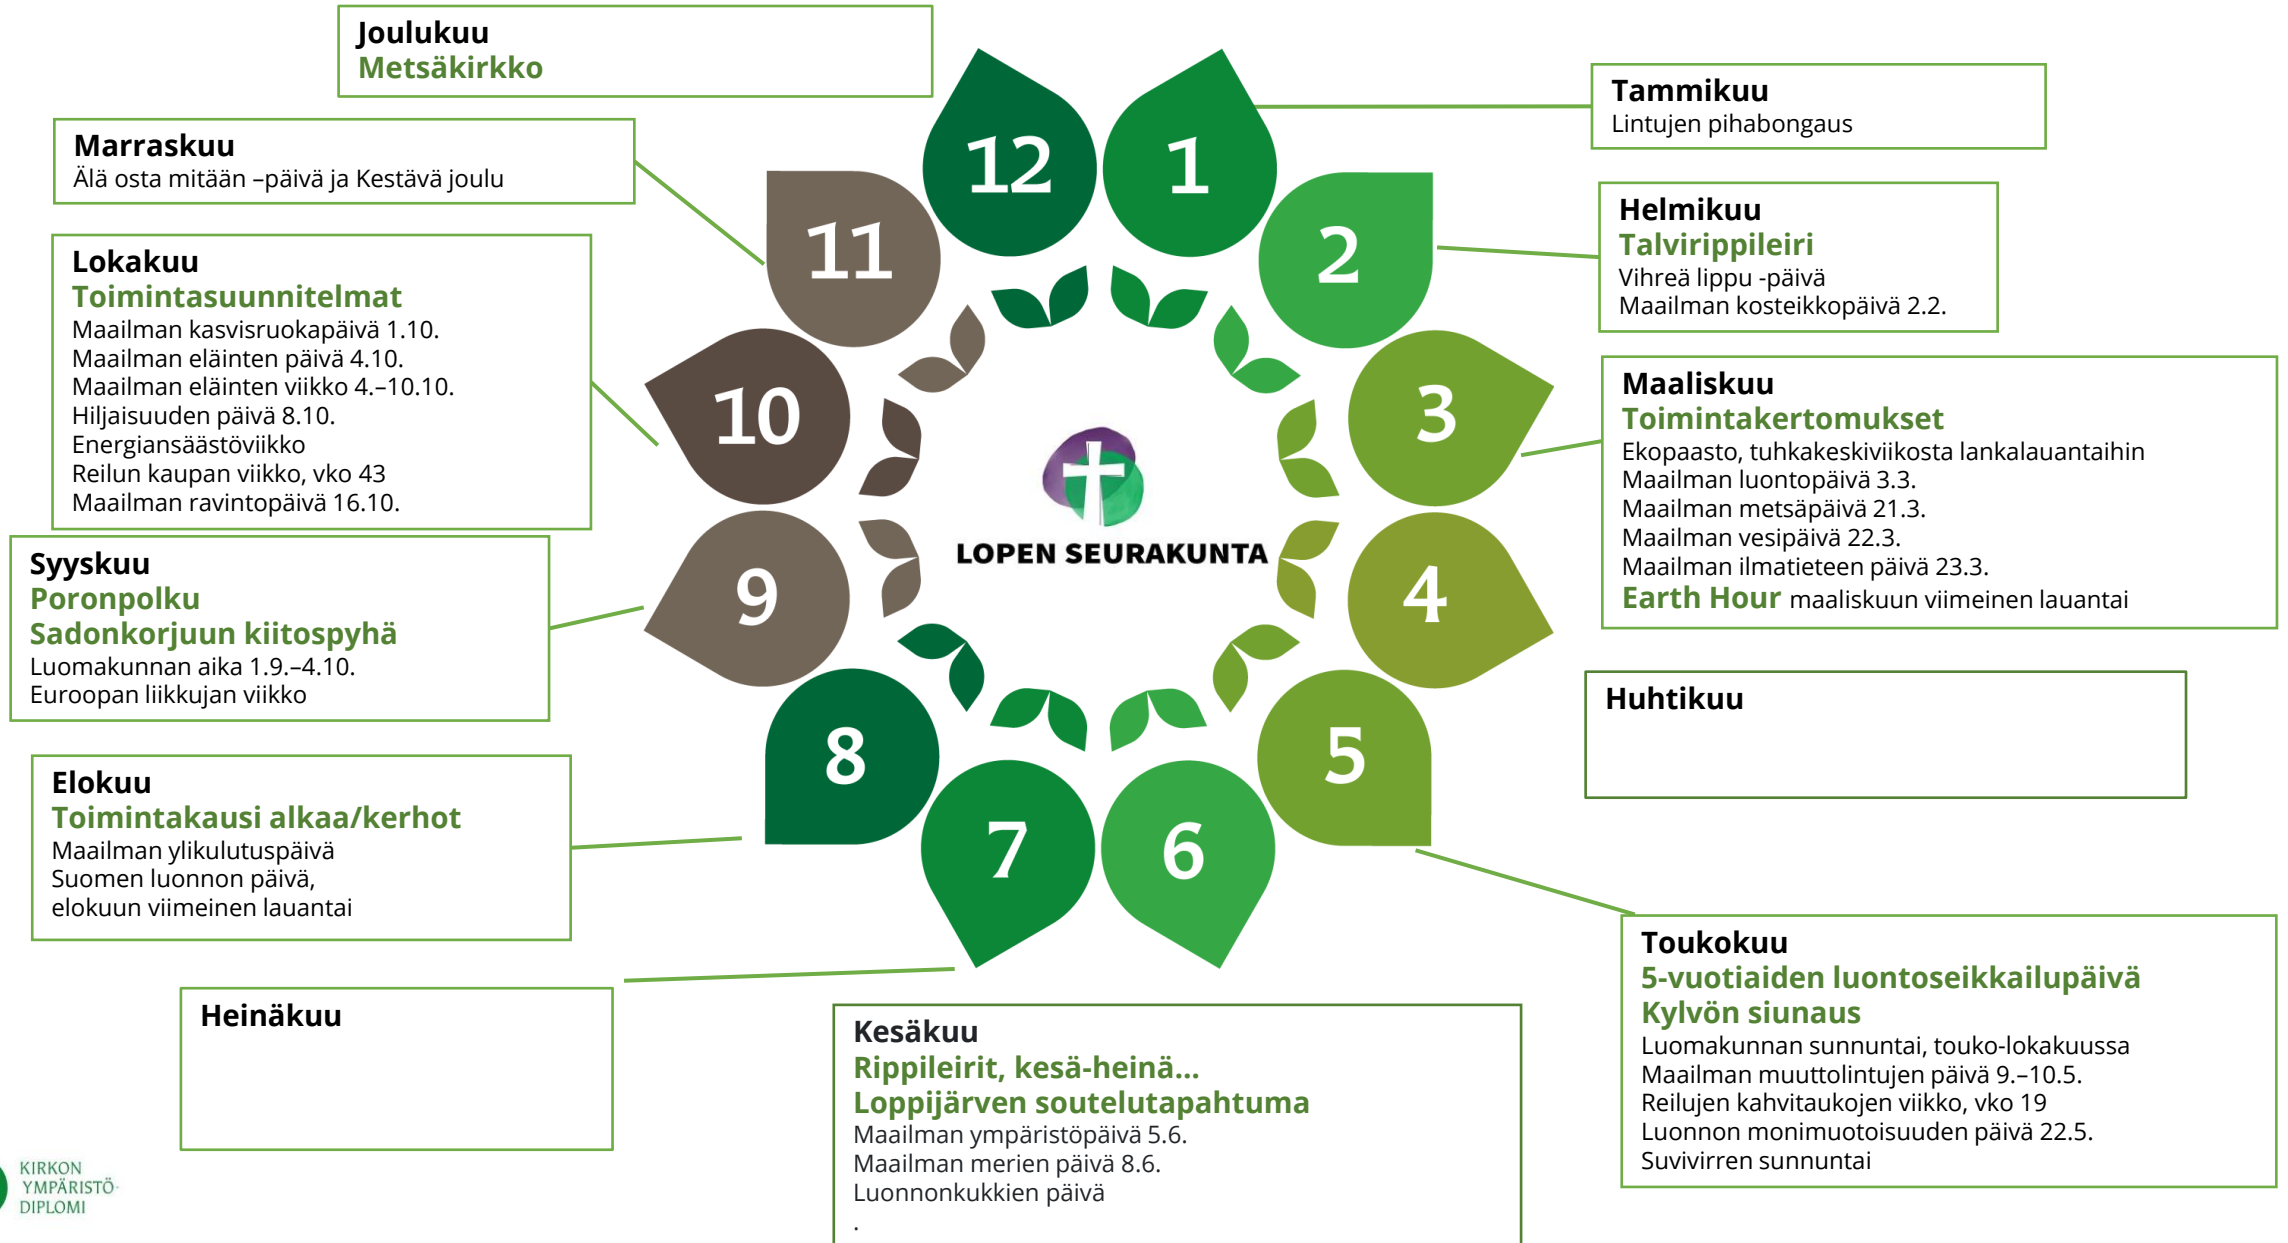 Joulukuu
Metsäkirkko
Marraskuu
Älä osta mitään –päivä ja Kestävä joulu
Lokakuu
Toimintasuunnitelmat
Maailman kasvisruokapäivä 1.10.
Maailman eläinten päivä 4.10.
Maailman eläinten viikko 4.–10.10.
Hiljaisuuden päivä 8.10.
Energiansäästöviikko
Reilun kaupan viikko, vko 43
Maailman ravintopäivä 16.10.
Syyskuu
Poronpolku
Sadonkorjuun kiitospyhä
Luomakunnan aika 1.9.–4.10.
Euroopan liikkujan viikko
Elokuu
Toimintakausi alkaa/kerhot
Maailman ylikulutuspäivä
Suomen luonnon päivä,
elokuun viimeinen lauantai
Heinäkuu
12
1
11
2
10
3
9
4
8
5
7
6
LOPEN SEURAKUNTA
Tammikuu
Lintujen pihabongaus
Helmikuu
Talvirippileiri
Vihreä lippu -päivä
Maailman kosteikkopäivä 2.2.
Maaliskuu
Toimintakertomukset
Ekopaasto, tuhkakeskiviikosta lankalauantaihin
Maailman luontopäivä 3.3.
Maailman metsäpäivä 21.3.
Maailman vesipäivä 22.3.
Maailman ilmatieteen päivä 23.3.
Earth Hour maaliskuun viimeinen lauantai
Huhtikuu
Toukokuu
5-vuotiaiden luontoseikkailupäivä
Kylvön siunaus
Luomakunnan sunnuntai, touko-lokakuussa
Maailman muuttolintujen päivä 9.–10.5.
Reilujen kahvitaukojen viikko, vko 19
Luonnon monimuotoisuuden päivä 22.5.
Suvivirren sunnuntai
Kesäkuu
Rippileirit, kesä-heinä...
Loppijärven soutelutapahtuma
Maailman ympäristöpäivä 5.6.
Maailman merien päivä 8.6.
Luonnonkukkien päivä
.
KIRKON
YMPÄRISTÖ-
DIPLOMI